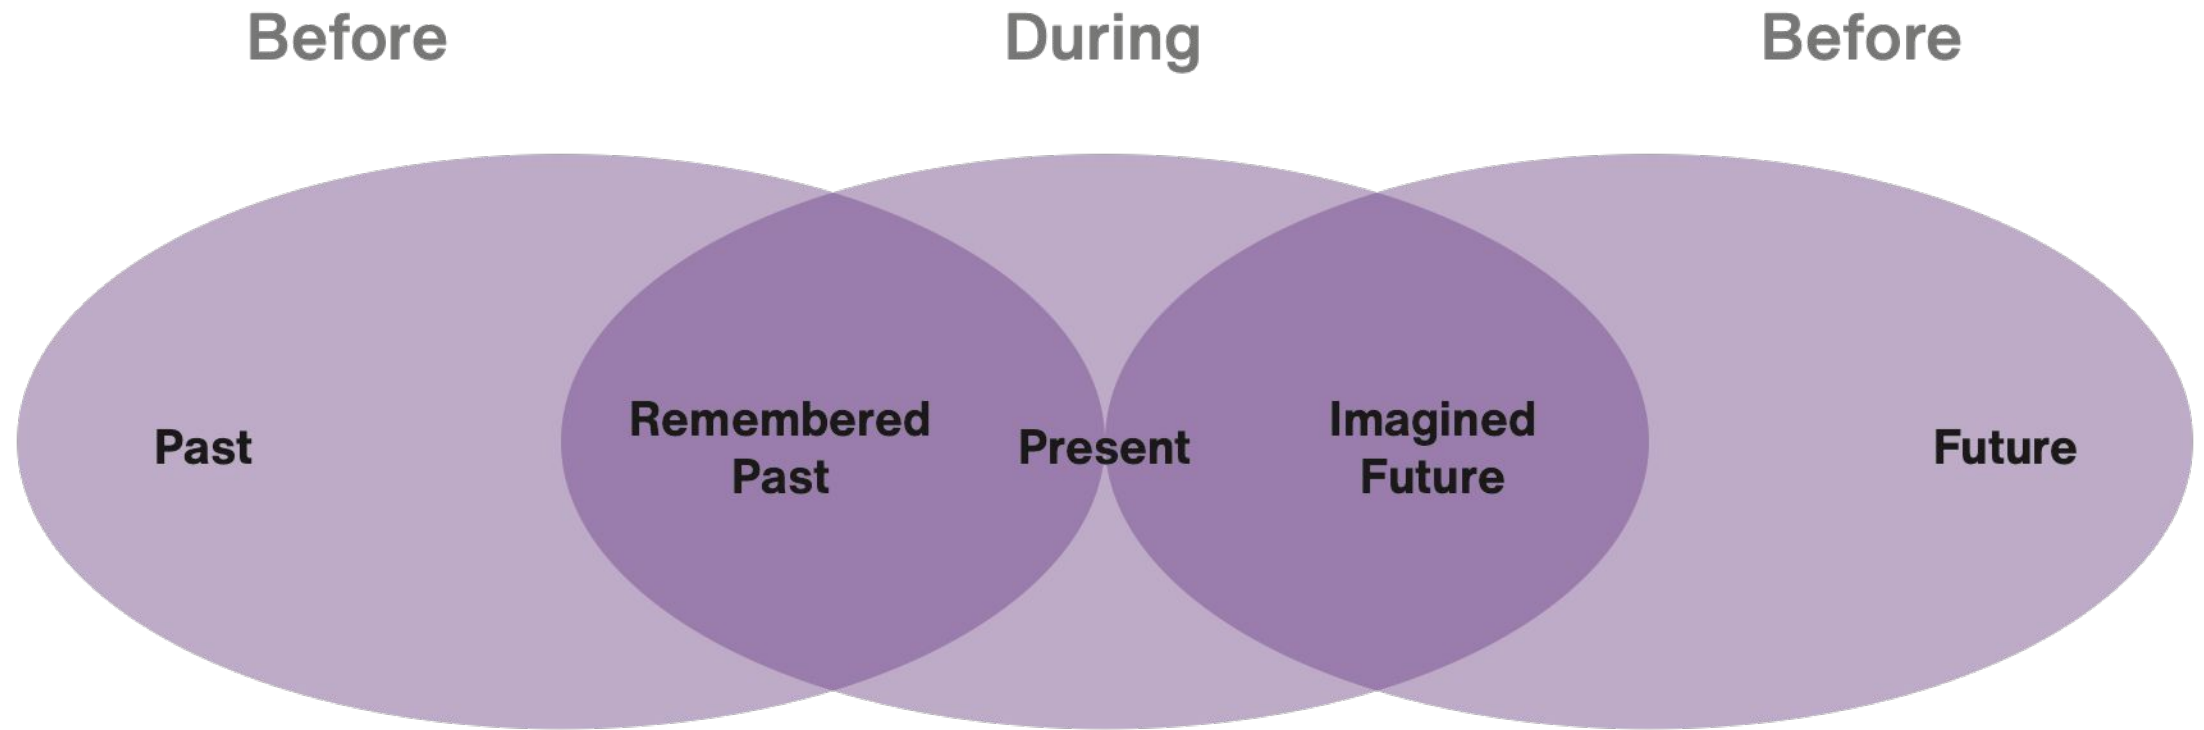 Before
During
Before
Past
Remembered
Past
Present
Imagined
Future
Future